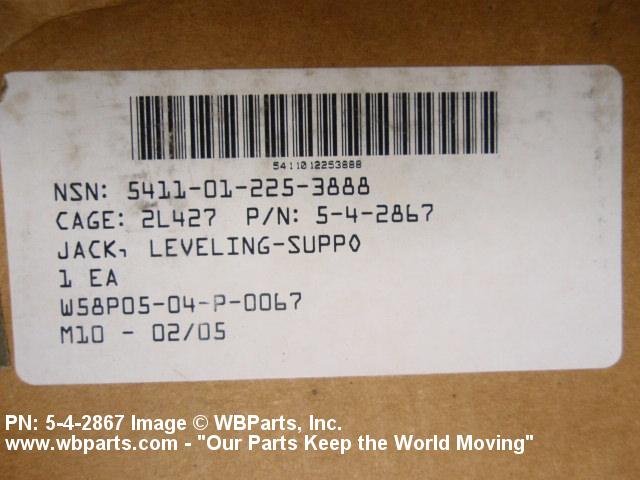 5411012253888
NSN: 5411-01-225-3888
CAGE: 2L427 P/N: 5-4-2867
JACK, LEVELING-SUPPO
1 EA
W58P05-04-P-0067
M10 - 02/05
PN: 5-4-2867 Image © WBParts, Inc.
www.wbparts.com - "Our Parts Keep the World Moving"